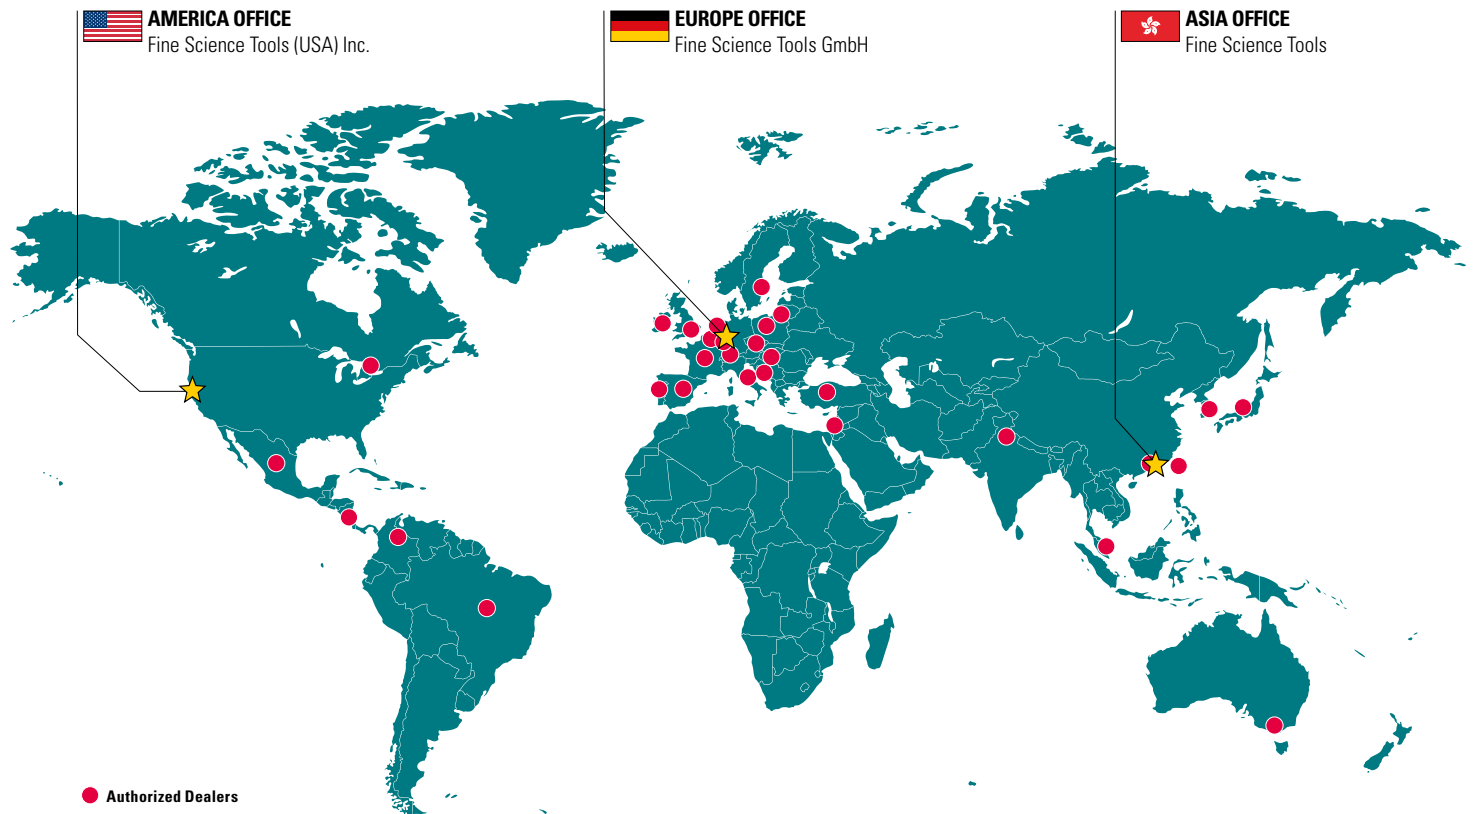 AMERICA OFFICE
Fine Science Tools (USA) Inc.
EUROPE OFFICE
Fine Science Tools GmbH
ASIA OFFICE
Fine Science Tools
Authorized Dealers